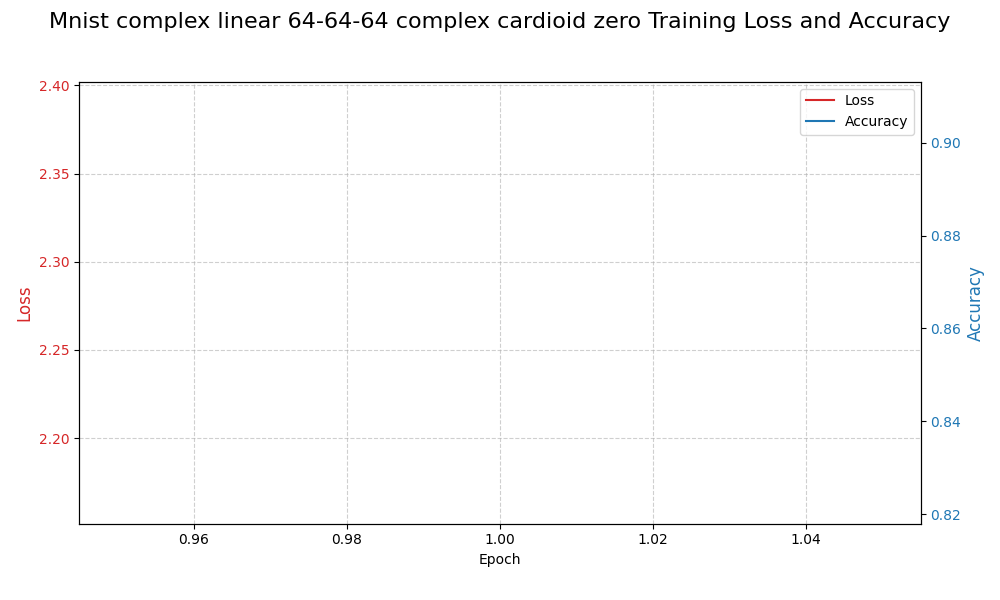 Mnist complex linear 64-64-64 complex cardioid zero Training Loss and Accuracy
Loss
Accuracy
2.40
2.35
2.30
2.25
2.20
Loss
0.90
0.88
0.86
0.84
0.82
Accuracy
0.96
0.98
1.00
1.02
1.04
Epoch